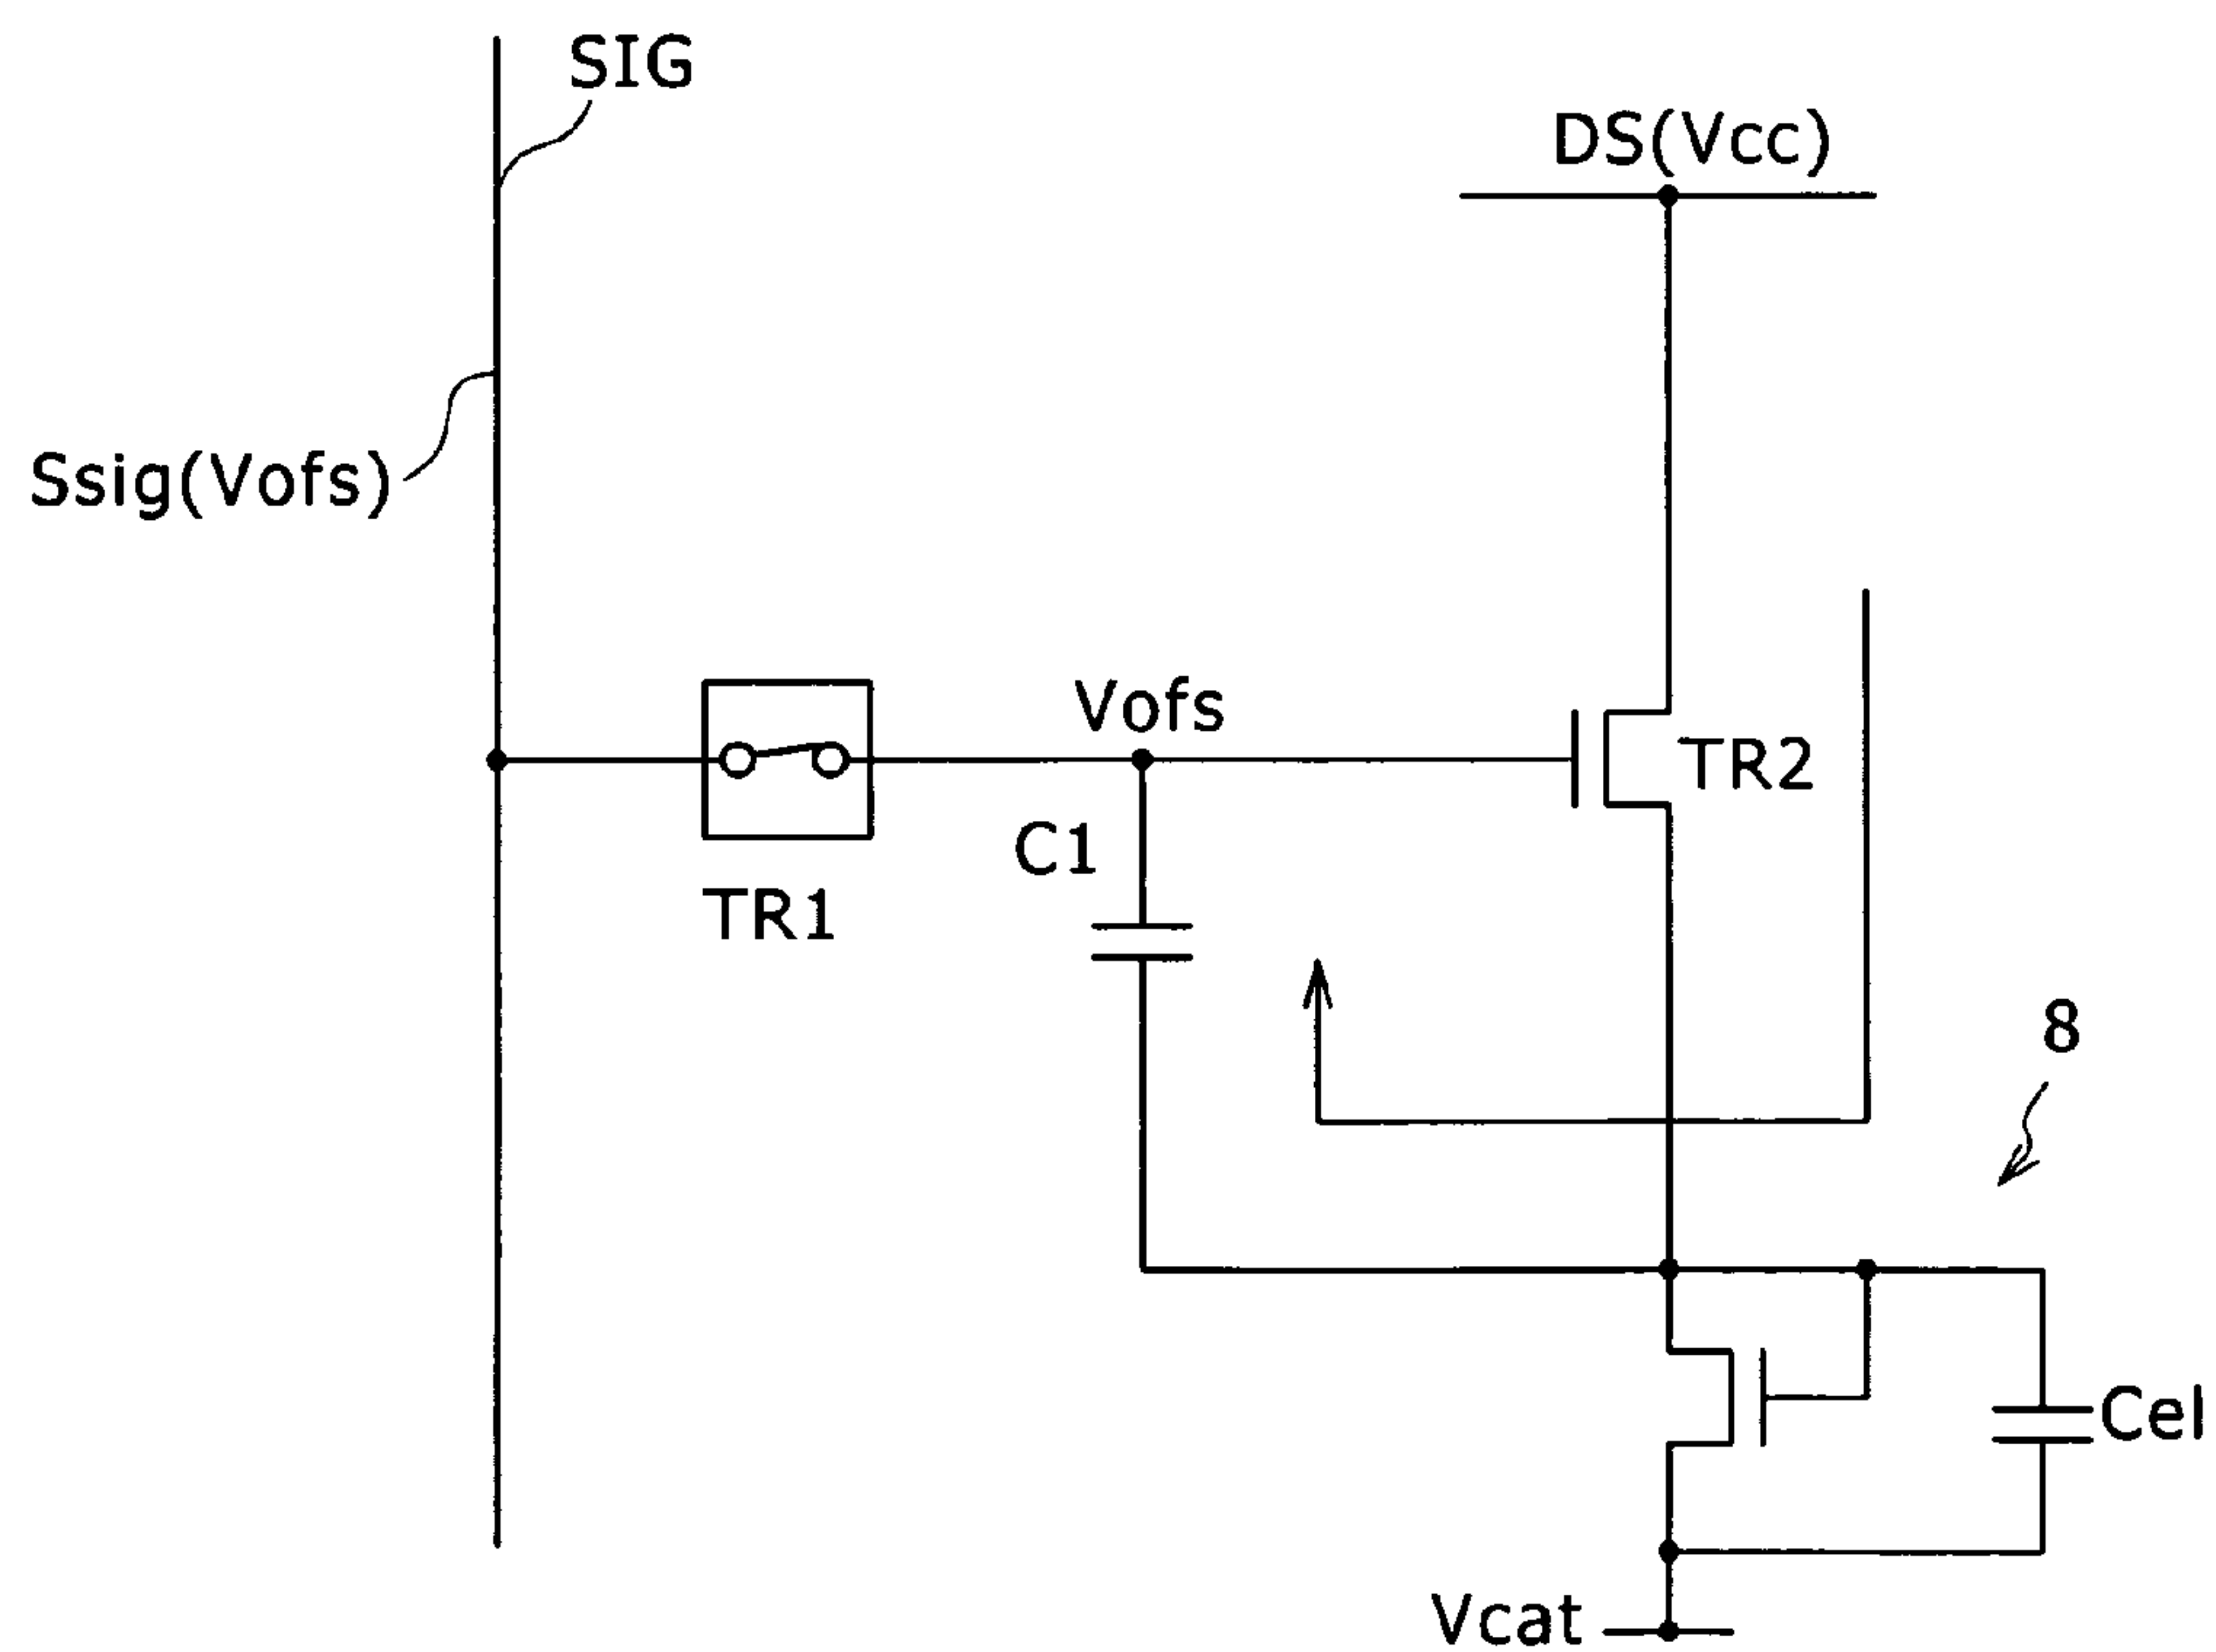 SIG
DS(Vcc)
Ssig(Vofs)
Vofs
TR2
C1
TR1
8
Cel
Vcat